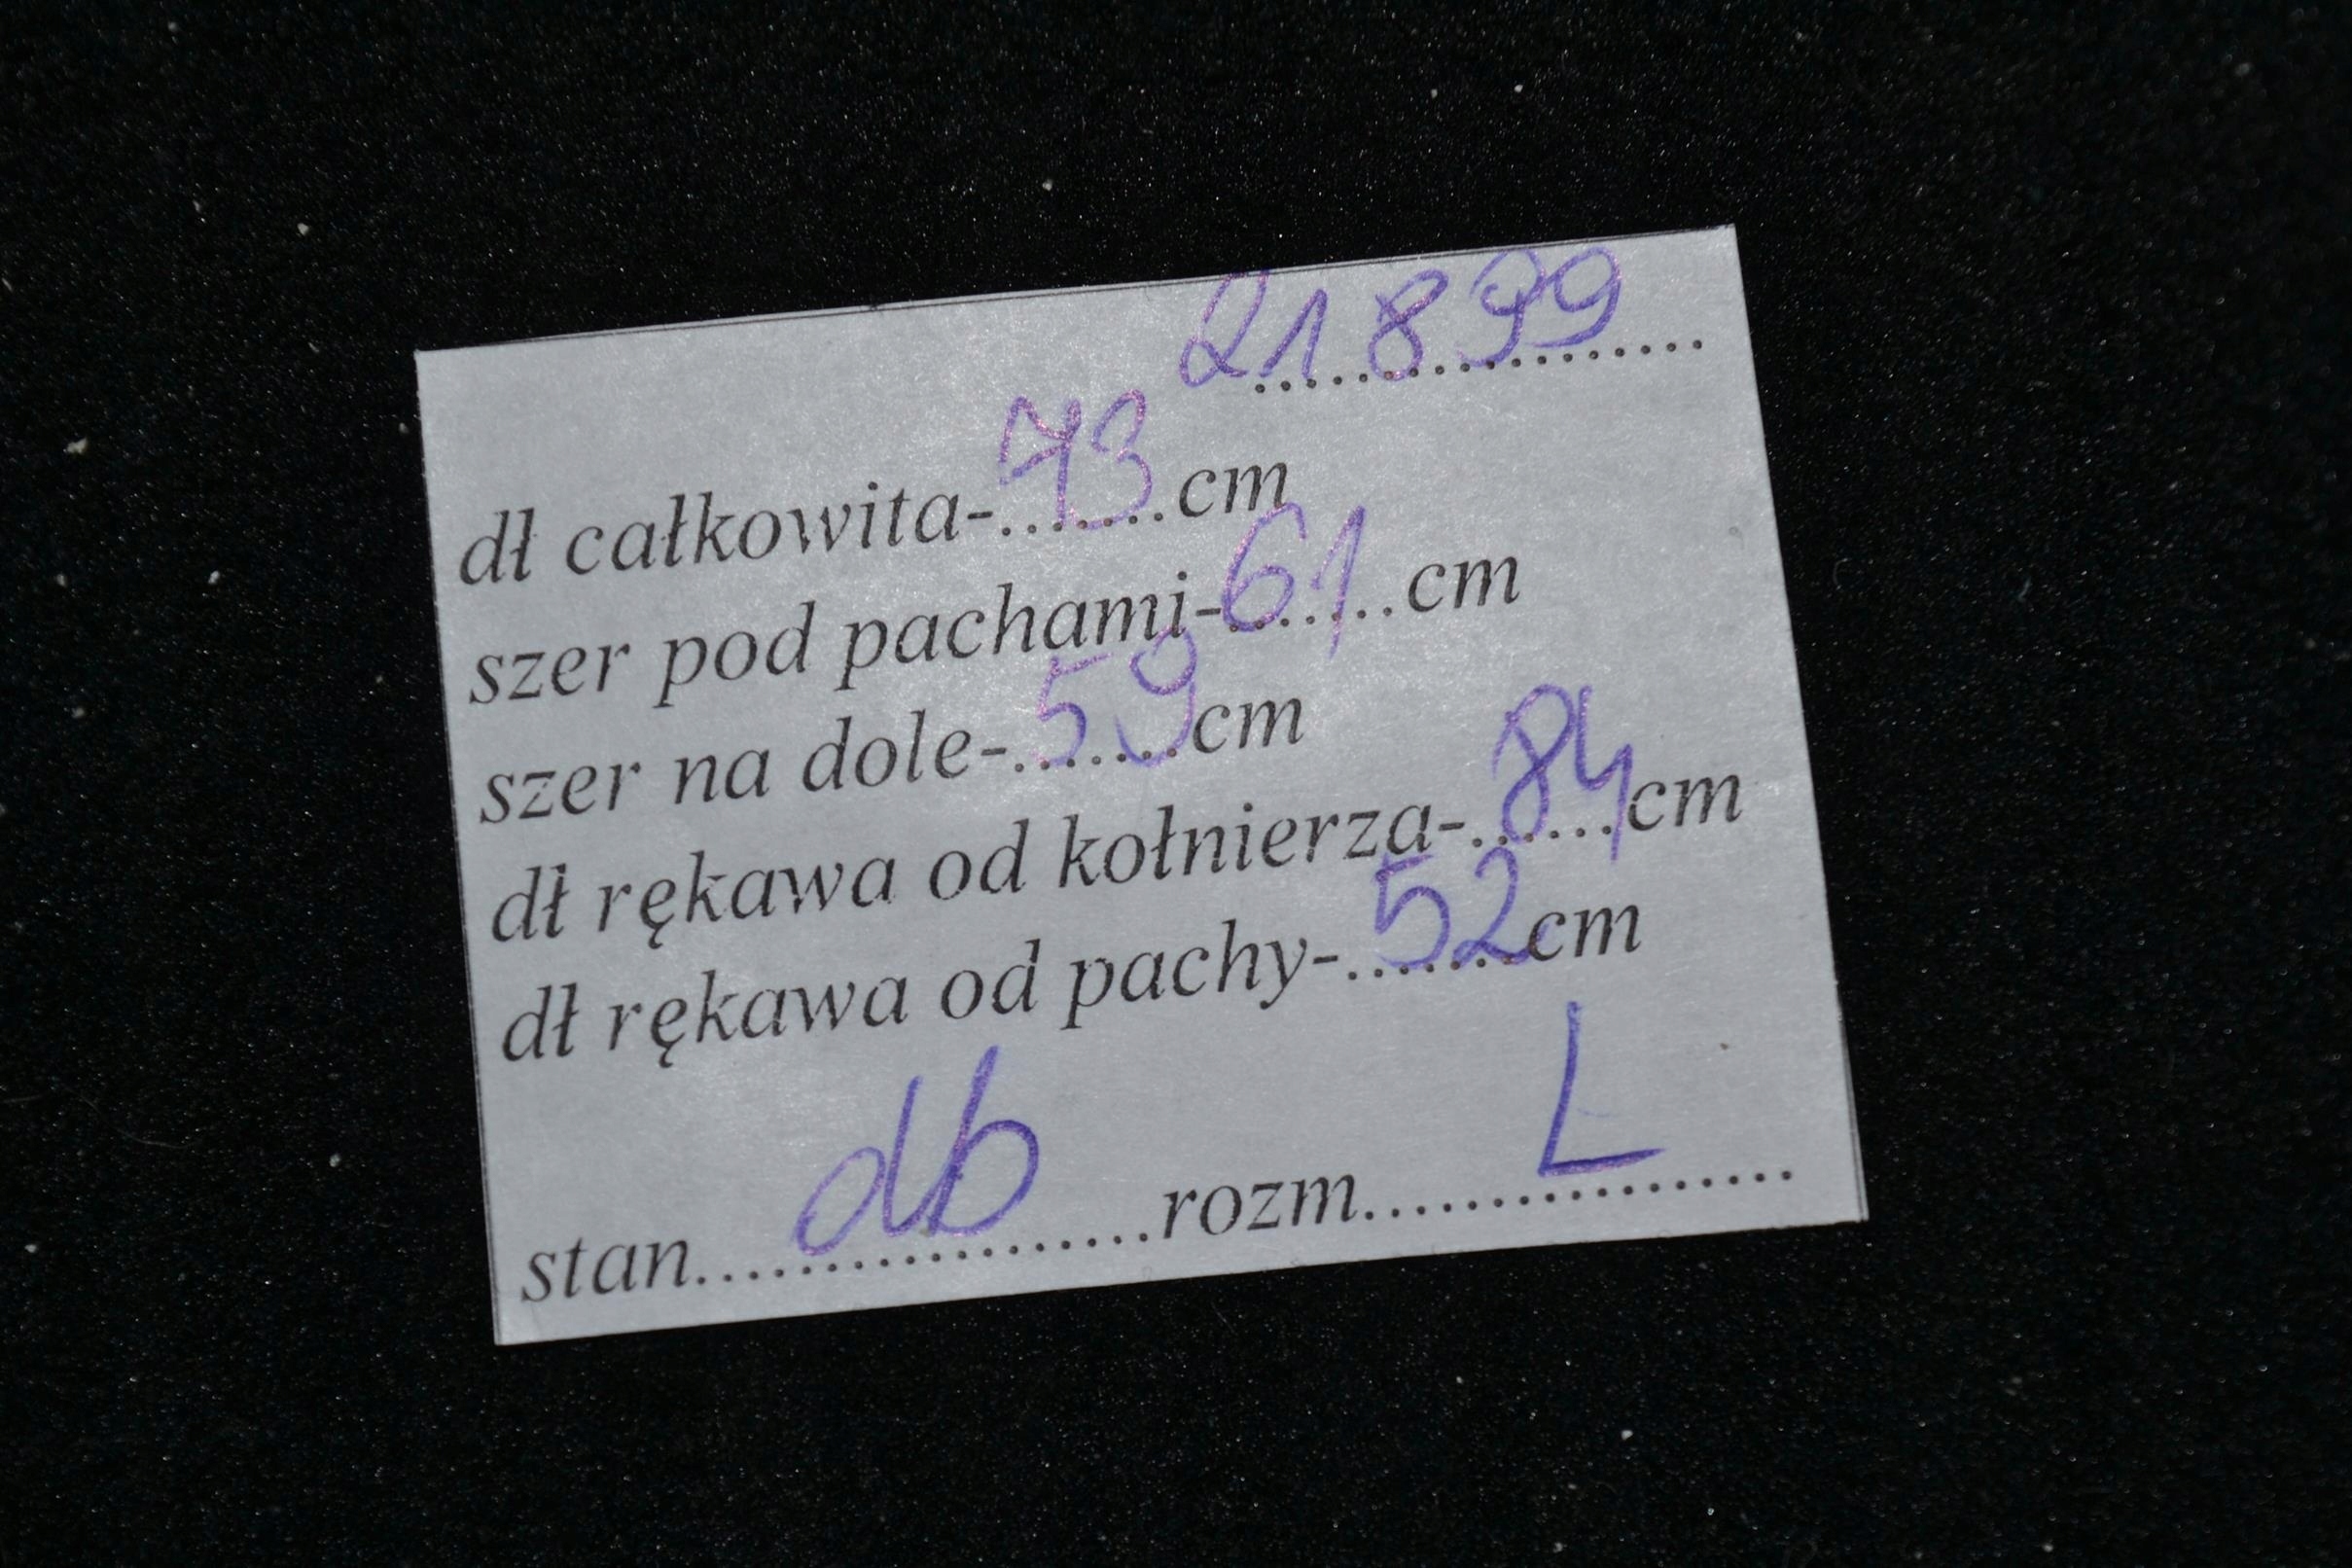 21899
dł całkowita-73cm
szer pod pachami-61cm
szer na dole-59cm
dł rękawa od kołnierza-84cm
dł rękawa od pachy-52cm
stan....db....rozm....L....